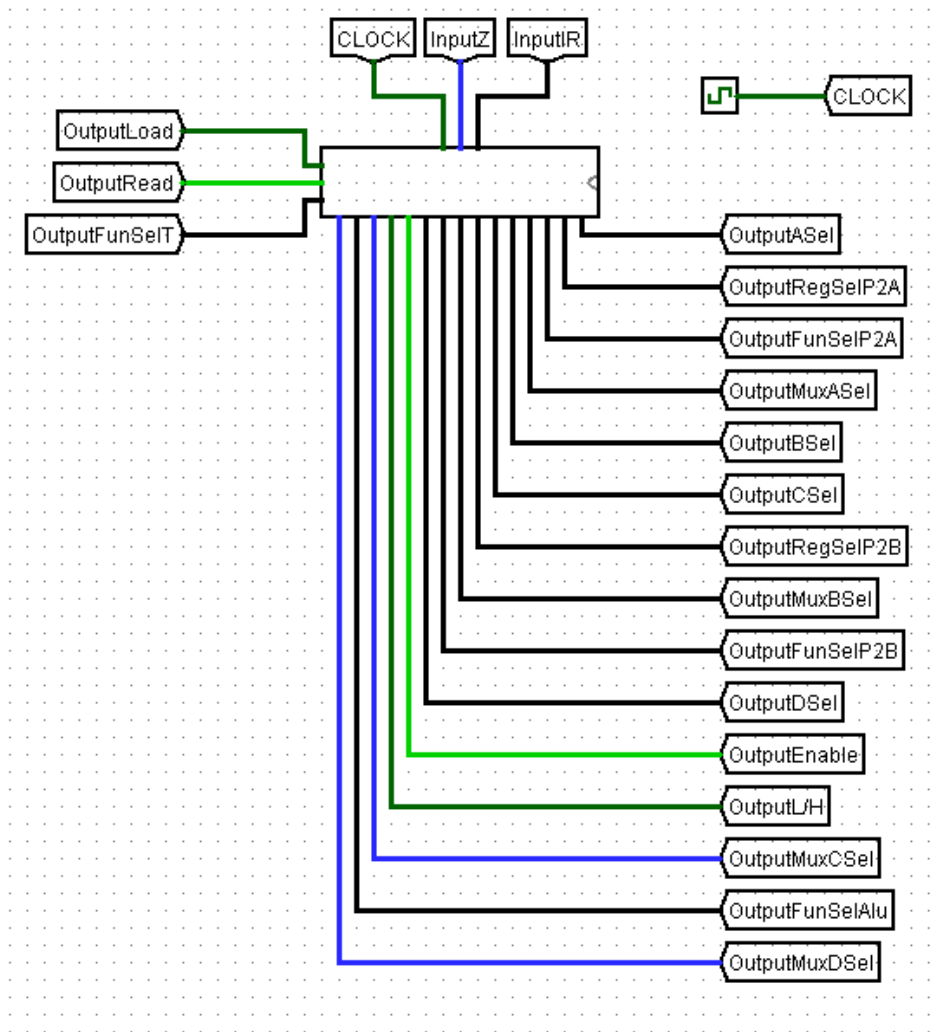 CLOCK
InputZ
InputIR
CLOCK
OutputLoad
OutputRead
OutputFunSelT
OutputASel
OutputRegSelP2A
OutputFunSelP2A
OutputMuxASel
OutputBSel
OutputCSel
OutputRegSelP2B
OutputMuxBSel
OutputFunSelP2B
OutputDSel
OutputEnable
OutputL/H
OutputMuxCSel
OutputFunSelAlu
OutputMuxDSel